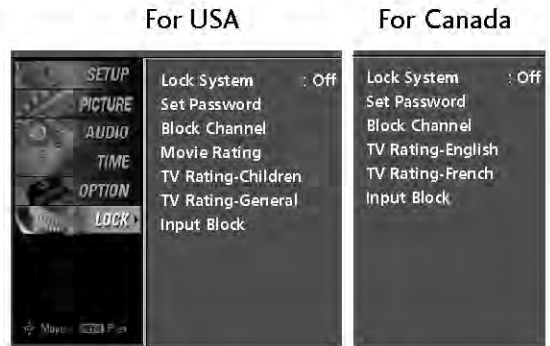 For USA
For Canada
SETUP
PICTURE
AUDIO
TIME
OPTION
LOCK
Lock System : Off
Set Password
Block Channel
Movie Rating
TV Rating-Children
TV Rating-General
Input Block
Lock System : Off
Set Password
Block Channel
TV Rating-English
TV Rating-French
Input Block
Move